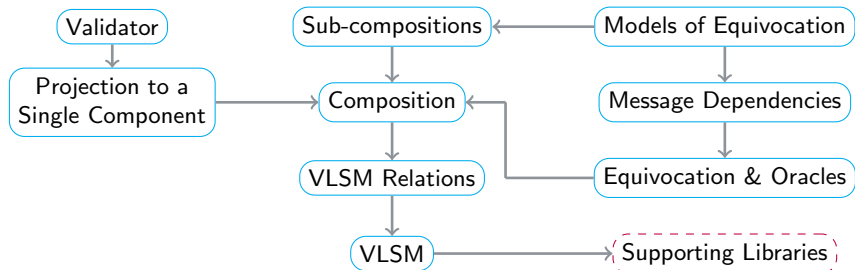 Validator
Sub-compositions
Models of Equivocation
Projection to a
Single Component
Composition
Message Dependencies
VLSM Relations
Equivocation & Oracles
VLSM
Supporting Libraries